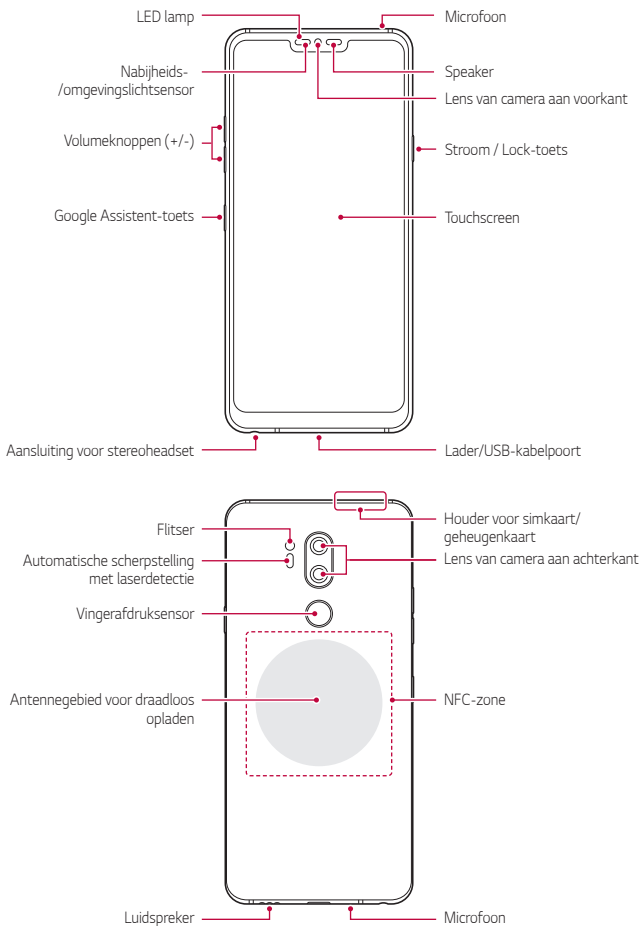 LED lamp
Microfoon
Nabijheids-
/omgevingslichtsensor
Speaker
Lens van camera aan voorkant
Volumeknoppen (+/-)
Stroom / Lock-toets
Google Assistent-toets
Touchscreen
Aansluiting voor stereoheadset
Lader/USB-kabelpoort
Flitser
Houder voor simkaart/
geheugenkaart
Automatische scherpstelling
met laserdetectie
Lens van camera aan achterkant
Vingerafdruksensor
Antennegebied voor draadloos
opladen
NFC-zone
Luidspreker
Microfoon